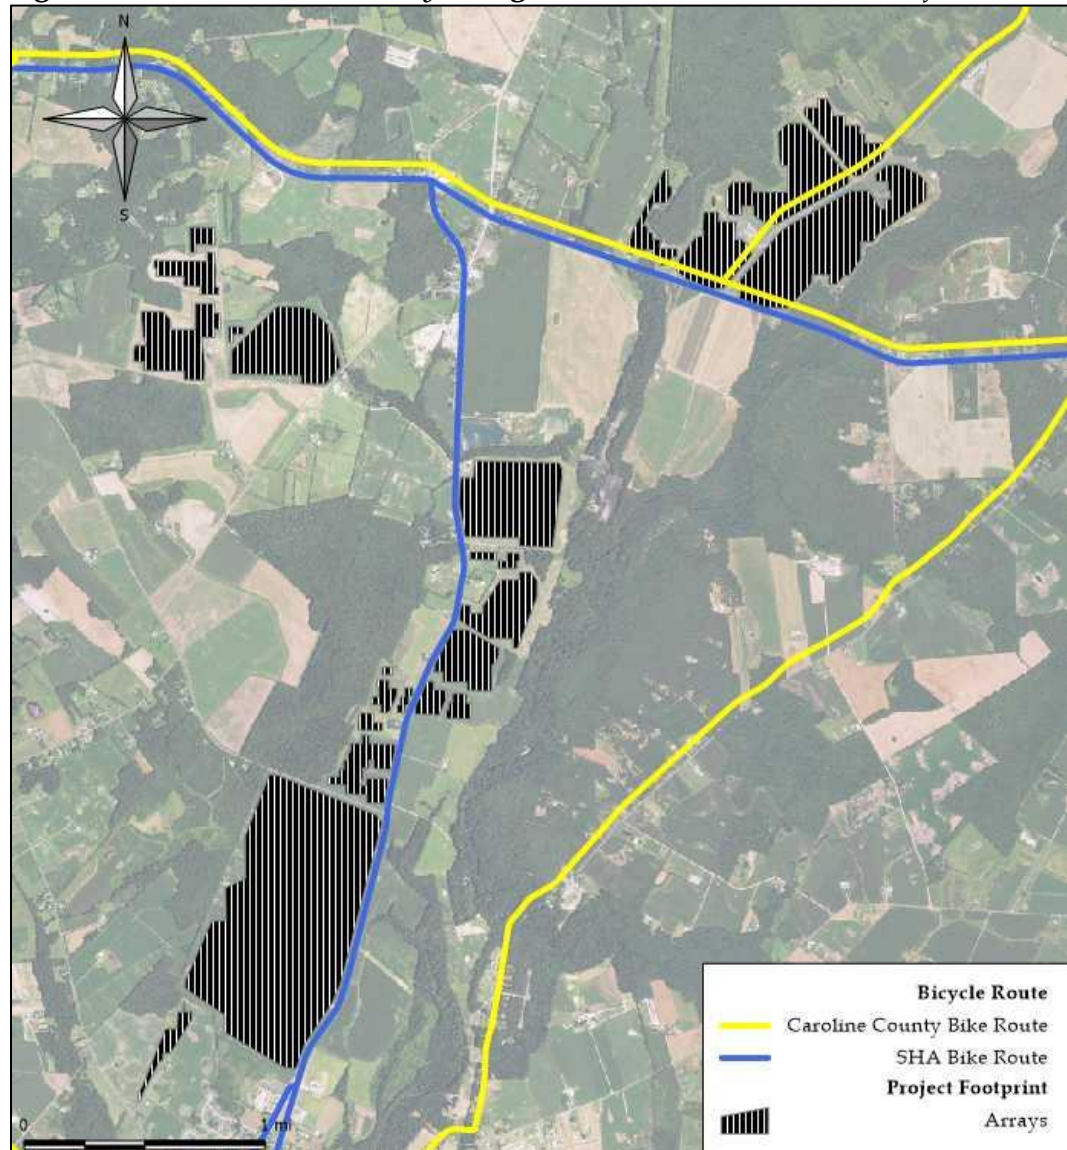 N
S
Bicycle Route
Caroline County Bike Route
SHA Bike Route
Project Footprint
Arrays
0 1 mi